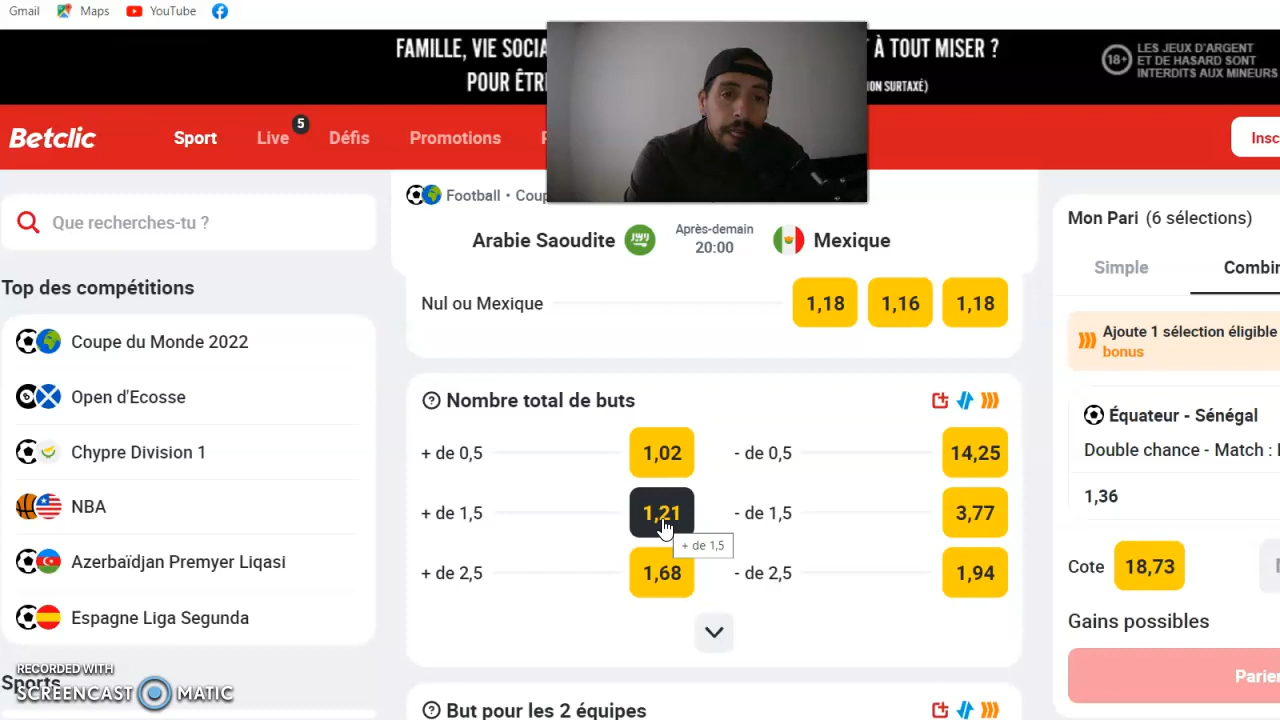 Gmail
Maps
YouTube
FAMILLE, VIE
À TOUT MISER ?
POUR
18+
LES JEUX D'ARGENT
ET DE HASARD SONT
INTERDITS AUX MINEURS
Betclic
Sport
Live
5
Défis
Promotions
Que recherches-tu ?
Football •
Arabie Saoudite
Après-demain
20:00
Mexique
Mon Pari (6 sélections)
Simple
Top des compétitions
Coupe du Monde 2022
Open d'Ecosse
Chypre Division 1
NBA
Azerbaïdjan Premyer Liqasi
Espagne Liga Segunda
Sports
Nul ou Mexique
1,18
1,16
1,18
Nombre total de buts
+ de 0,5
1,02
- de 0,5
14,25
+ de 1,5
1,21
- de 1,5
3,77
+ de 1,5
+ de 2,5
1,68
- de 2,5
1,94
But pour les 2 équipes
Ajoute 1 sélection éligible
bonus
Équateur - Sénégal
Double chance - Match :
1,36
Cote
18,73
Gains possibles
Parier
RECORDED WITH
SCREENCAST MATIC